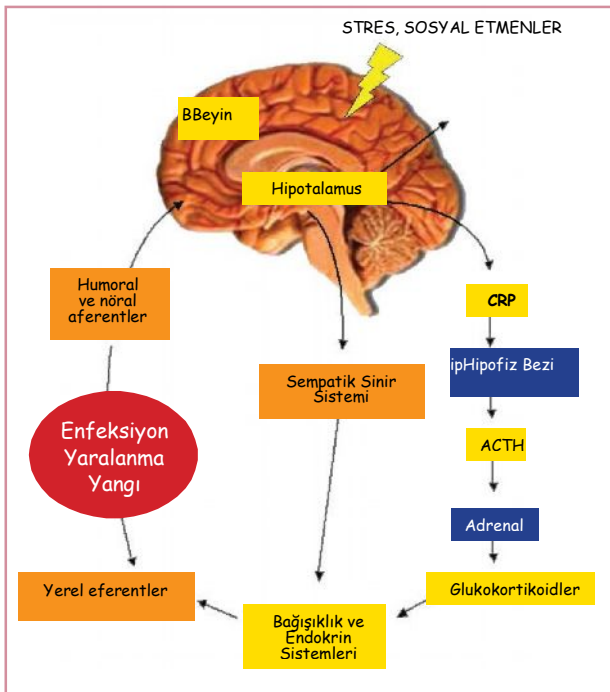 STRES, SOSYAL ETMENLER
BBeyin
Hipotalamus
Humoral
ve nöral
aferentler
CRP
Sempatik Sinir
Sistemi
ipHipofiz Bezi
Enfeksiyon
Yaralanma
Yangı
ACTH
Adrenal
Yerel eferentler
Glukokortikoidler
Bağışıklık ve
Endokrin
Sistemleri